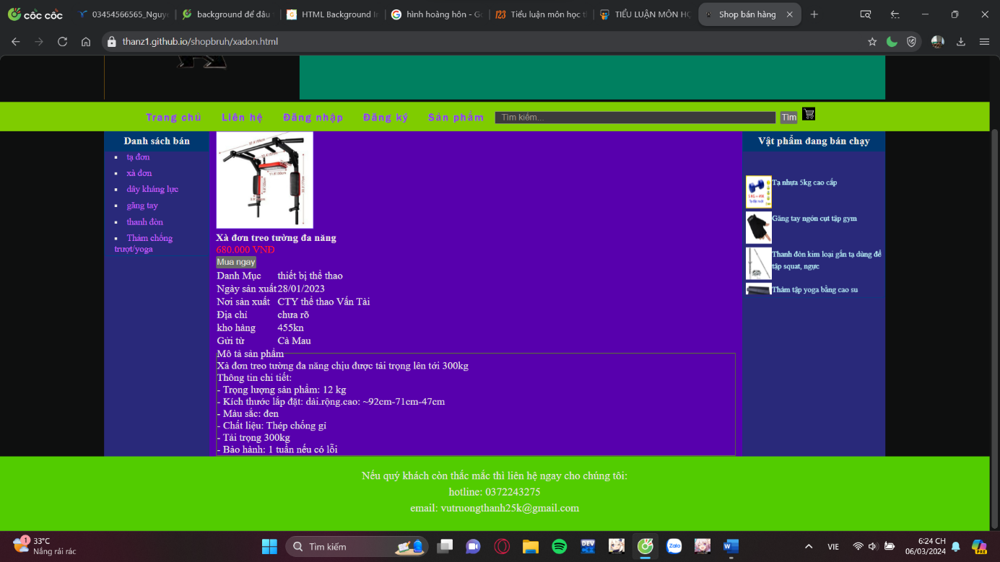 cốc cốc
03454566565_Nguye
background để đâu
HTML Background Im
hình hoàng hôn - Go
Tiểu luận môn học th
TIỂU LUẬN MÔN HỌ
Shop bán hàng
thanz1.github.io/shopbruh/xadon.html
Trang chủ
Liên hệ
Đăng nhập
Đăng ký
Sản phẩm
Tìm kiếm...
Tìm
Danh sách bán
tạ đơn
xà đơn
dây kháng lực
găng tay
thanh đòn
Thảm chống
trượt/yoga
Xà đơn treo tường đa năng
680.000 VNĐ
Mua ngay
Danh Mục thiết bị thể thao
Ngày sản xuất 28/01/2023
Nơi sản xuất CTY thể thao Vấn Tài
Địa chỉ chưa rõ
kho hàng 455kn
Gửi từ Cà Mau
Mô tả sản phẩm
Xả đơn treo tường đa năng chịu được tải trọng lên tới 300kg
Thông tin chi tiết:
- Trọng lượng sản phẩm: 12 kg
- Kích thước lắp đặt: dài.rộng.cao: ~92cm-71cm-47cm
- Màu sắc: đen
- Chất liệu: Thép chống gỉ
- Tải trọng 300kg
- Bảo hành: 1 tuần nếu có lỗi
Vật phẩm đang bán chạy
Tạ nhựa 5kg cao cấp
Găng tay ngón cụt tập gym
Thanh đòn kim loại gắn tạ dùng để
tập squat, ngực
Thảm tập yoga bằng cao su
Nếu quý khách còn thắc mắc thì liên hệ ngay cho chúng tôi:
hotline: 0372243275
email: vutruongthanh25k@gmail.com
1
33°C
Nắng rải rác
Tìm kiếm
DEV
Zalo
W
VIE
6:24 CH
06/03/2024
PRE